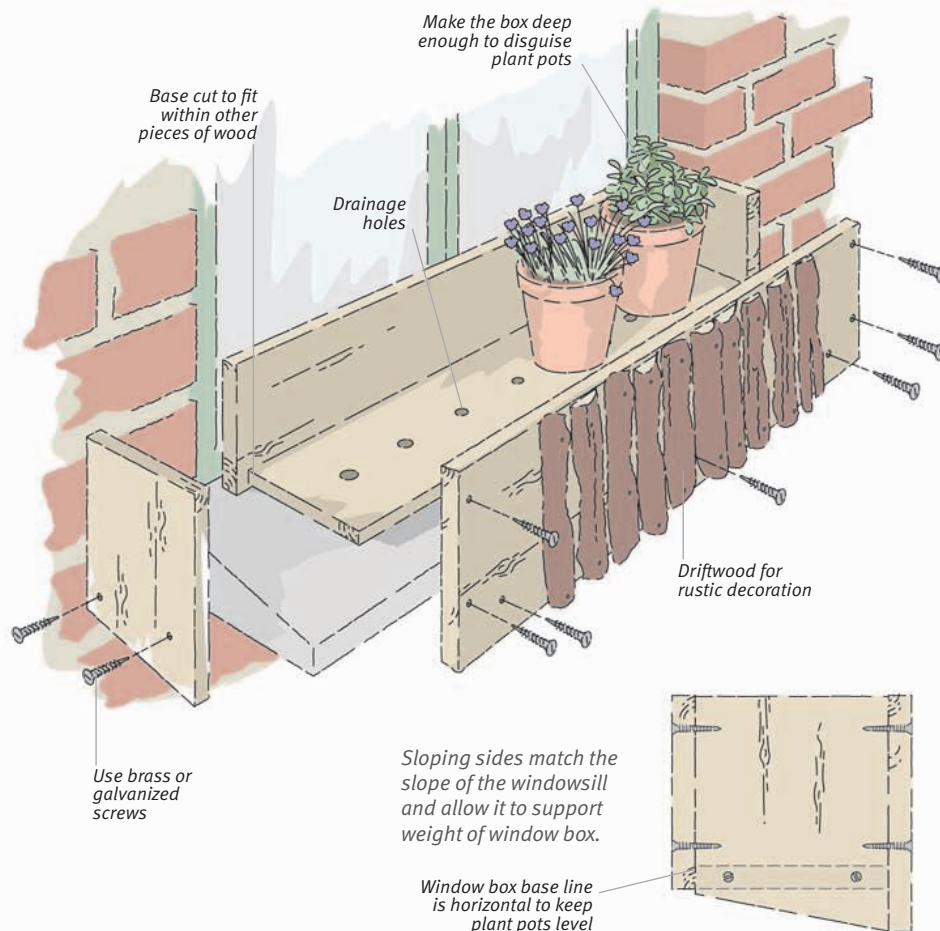 Make the box deep
enough to disguise
plant pots
Base cut to fit
within other
pieces of wood
Drainage
holes
Driftwood for
rustic decoration
Use brass or
galvanized
screws
Sloping sides match the
slope of the windowsill
and allow it to support
weight of window box.
Window box base line
is horizontal to keep
plant pots level